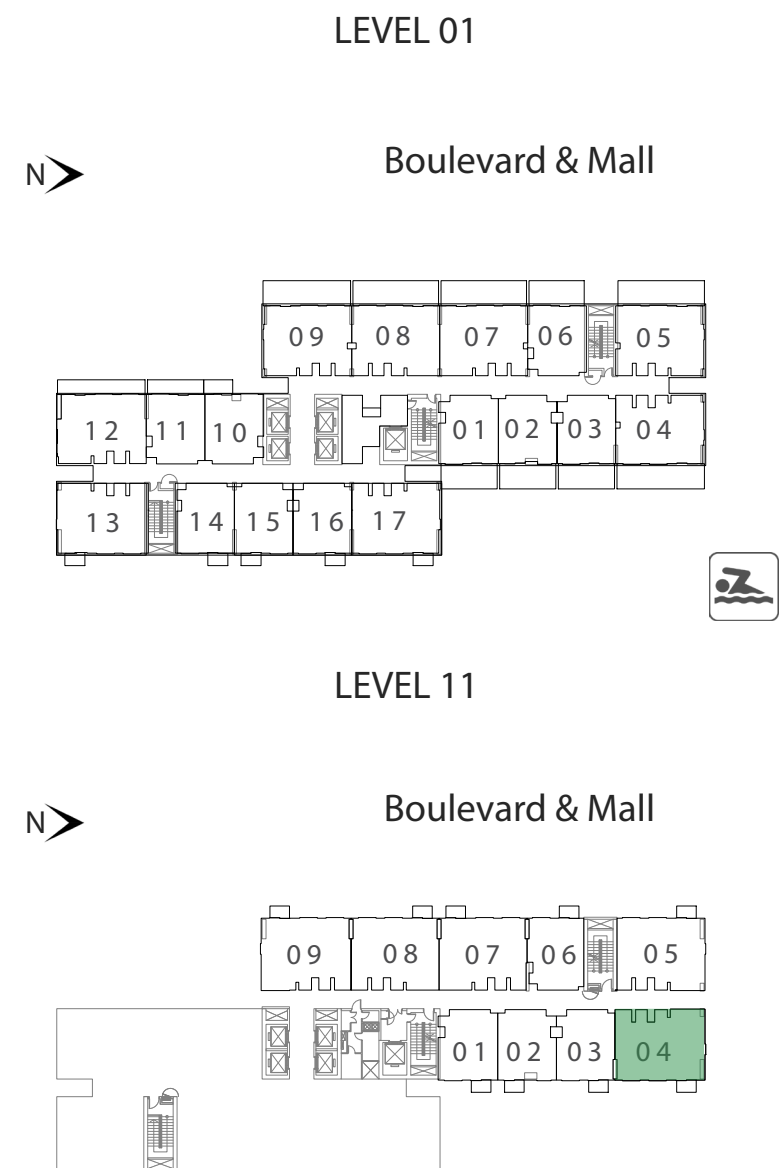 LEVEL 01
Boulevard & Mall
N
09 08 07 06 05
12 11 10 01 02 03 04
13 14 15 16 17
LEVEL 11
Boulevard & Mall
N
09 08 07 06 05
01 02 03 04